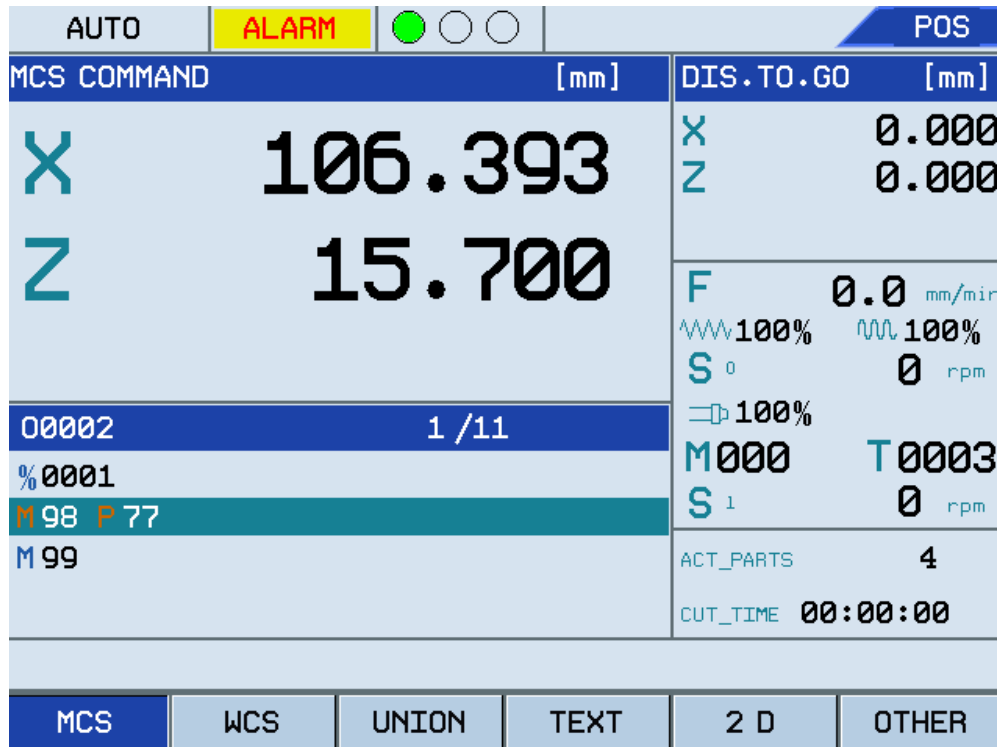 AUTO ALARM POS
MCS COMMAND [mm]
X 106.393
Z 15.700
DIS.TO.GO [mm]
X 0.000
Z 0.000
F 0.0 mm/min
100% 100%
S 0 0 rpm
100%
M000 T0003
S 1 0 rpm
O0002 1/11
%0001
M98 P77
M99
ACT_PARTS 4
CUT_TIME 00:00:00
MCS WCS UNION TEXT 2 D OTHER